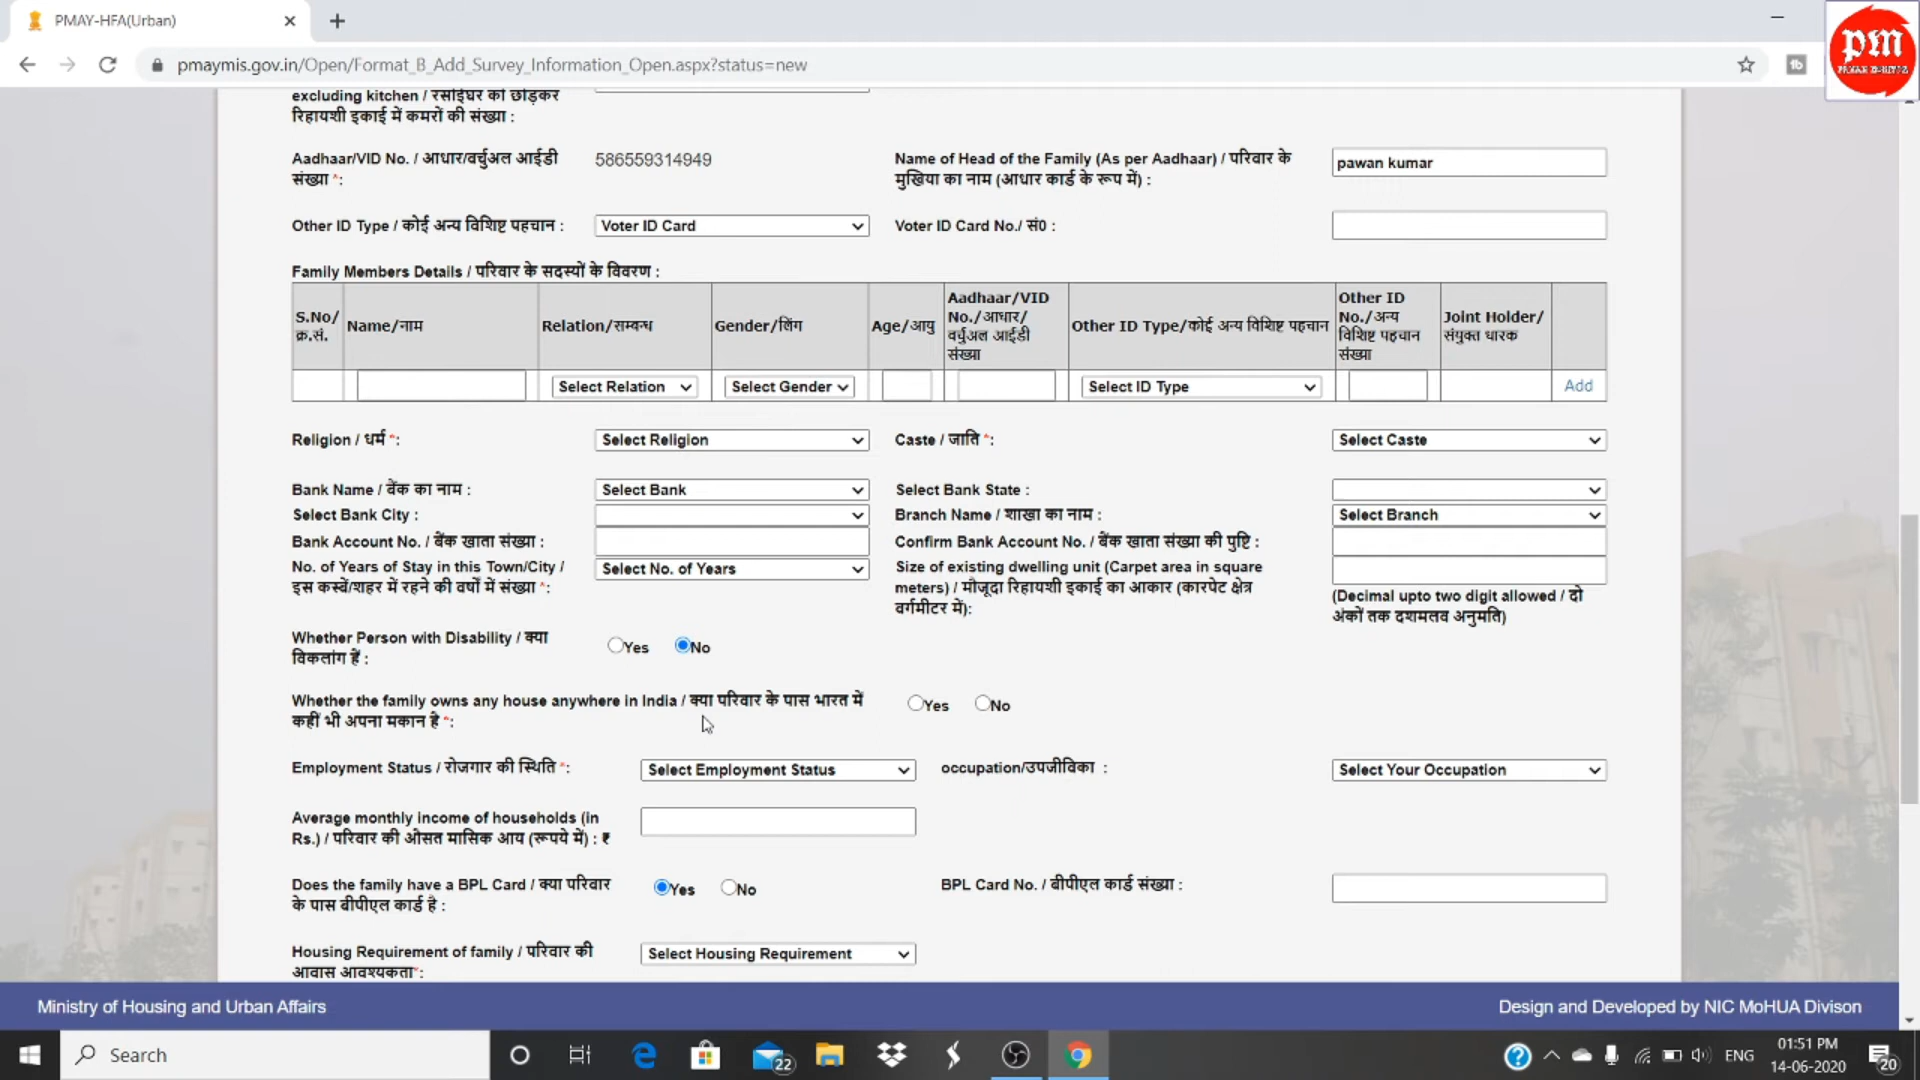 PMAY-HFA(Urban)
pmaymis.gov.in/Open/Format_B_Add_Survey_Information_Open.aspx?status=new
pm
excluding kitchen / रसोईघर को छोड़कर
रिहायशी इकाई में कमरों की संख्या :
Aadhaar/VID No. / आधार/वर्चुअल आईडी
संख्या *:
586559314949
Name of Head of the Family (As per Aadhaar) / परिवार के
मुखिया का नाम (आधार कार्ड के रूप में) :
pawan kumar
Other ID Type / कोई अन्य विशिष्ट पहचान :
Voter ID Card
Voter ID Card No./ सं0 :
Family Members Details / परिवार के सदस्यों के विवरण :
S.No/
क्र.सं.
Name/नाम
Relation/सम्बन्ध
Gender/लिंग
Age/आयु
Aadhaar/VID
No./आधार/
वर्चुअल आईडी
संख्या
Other ID Type/कोई अन्य विशिष्ट पहचान
Other ID
No./अन्य
विशिष्ट पहचान
संख्या
Joint Holder/
संयुक्त धारक
Select Relation
Select Gender
Select ID Type
Add
Religion / धर्म *:
Select Religion
Caste / जाति *:
Select Caste
Bank Name / बैंक का नाम :
Select Bank
Select Bank State :
Select Bank City :
Branch Name / शाखा का नाम :
Select Branch
Bank Account No. / बैंक खाता संख्या :
Confirm Bank Account No. / बैंक खाता संख्या की पुष्टि :
No. of Years of Stay in this Town/City /
इस कस्बें/शहर में रहने की वर्षों में संख्या *:
Select No. of Years
Size of existing dwelling unit (Carpet area in square
meters) / मौजूदा रिहायशी इकाई का आकार (कारपेट क्षेत्र
वर्गमीटर में):
(Decimal upto two digit allowed / दो
अंकों तक दशमलव अनुमति)
Whether Person with Disability / क्या
विकलांग हैं :
Yes
No
Whether the family owns any house anywhere in India / क्या परिवार के पास भारत में
कहीं भी अपना मकान है *:
Yes
No
Employment Status / रोजगार की स्थिति *:
Select Employment Status
occupation/उपजीविका :
Select Your Occupation
Average monthly income of households (in
Rs.) / परिवार की औसत मासिक आय (रूपये में) : ₹
Does the family have a BPL Card / क्या परिवार
के पास बीपीएल कार्ड है :
Yes
No
BPL Card No. / बीपीएल कार्ड संख्या :
Housing Requirement of family / परिवार की
आवास आवश्यकता*:
Select Housing Requirement
Ministry of Housing and Urban Affairs
Design and Developed by NIC MoHUA Divison
Search
22
ENG
01:51 PM
14-06-2020
20